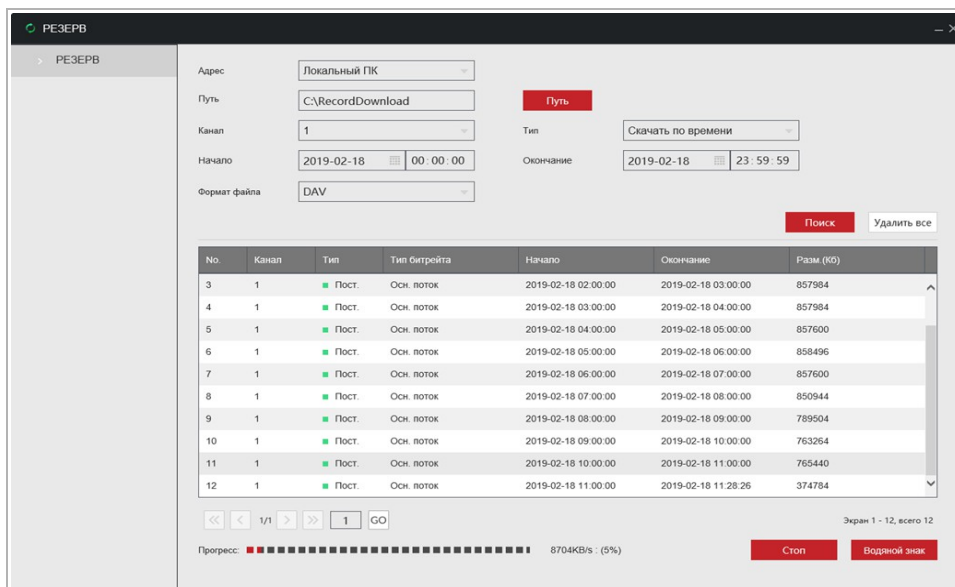 РЕЗЕРВ
РЕЗЕРВ
Адрес Локальный ПК
Путь C:\RecordDownload Путь
Канал 1 Тип Скачать по времени
Начало 2019-02-18 00:00:00 Окончание 2019-02-18 23:59:59
Формат файла DAV
Поиск Удалить все
No. Канал Тип Тип битрейта Начало Окончание Разм.(Кб)
3 1 Пост. Осн. поток 2019-02-18 02:00:00 2019-02-18 03:00:00 857984
4 1 Пост. Осн. поток 2019-02-18 03:00:00 2019-02-18 04:00:00 857984
5 1 Пост. Осн. поток 2019-02-18 04:00:00 2019-02-18 05:00:00 857600
6 1 Пост. Осн. поток 2019-02-18 05:00:00 2019-02-18 06:00:00 858496
7 1 Пост. Осн. поток 2019-02-18 06:00:00 2019-02-18 07:00:00 857600
8 1 Пост. Осн. поток 2019-02-18 07:00:00 2019-02-18 08:00:00 850944
9 1 Пост. Осн. поток 2019-02-18 08:00:00 2019-02-18 09:00:00 789504
10 1 Пост. Осн. поток 2019-02-18 09:00:00 2019-02-18 10:00:00 763264
11 1 Пост. Осн. поток 2019-02-18 10:00:00 2019-02-18 11:00:00 765440
12 1 Пост. Осн. поток 2019-02-18 11:00:00 2019-02-18 11:28:26 374784
1/1 1 GO Экран 1 - 12, всего 12
Прогресс: 8704KB/s : (5%) Стоп Водяной знак